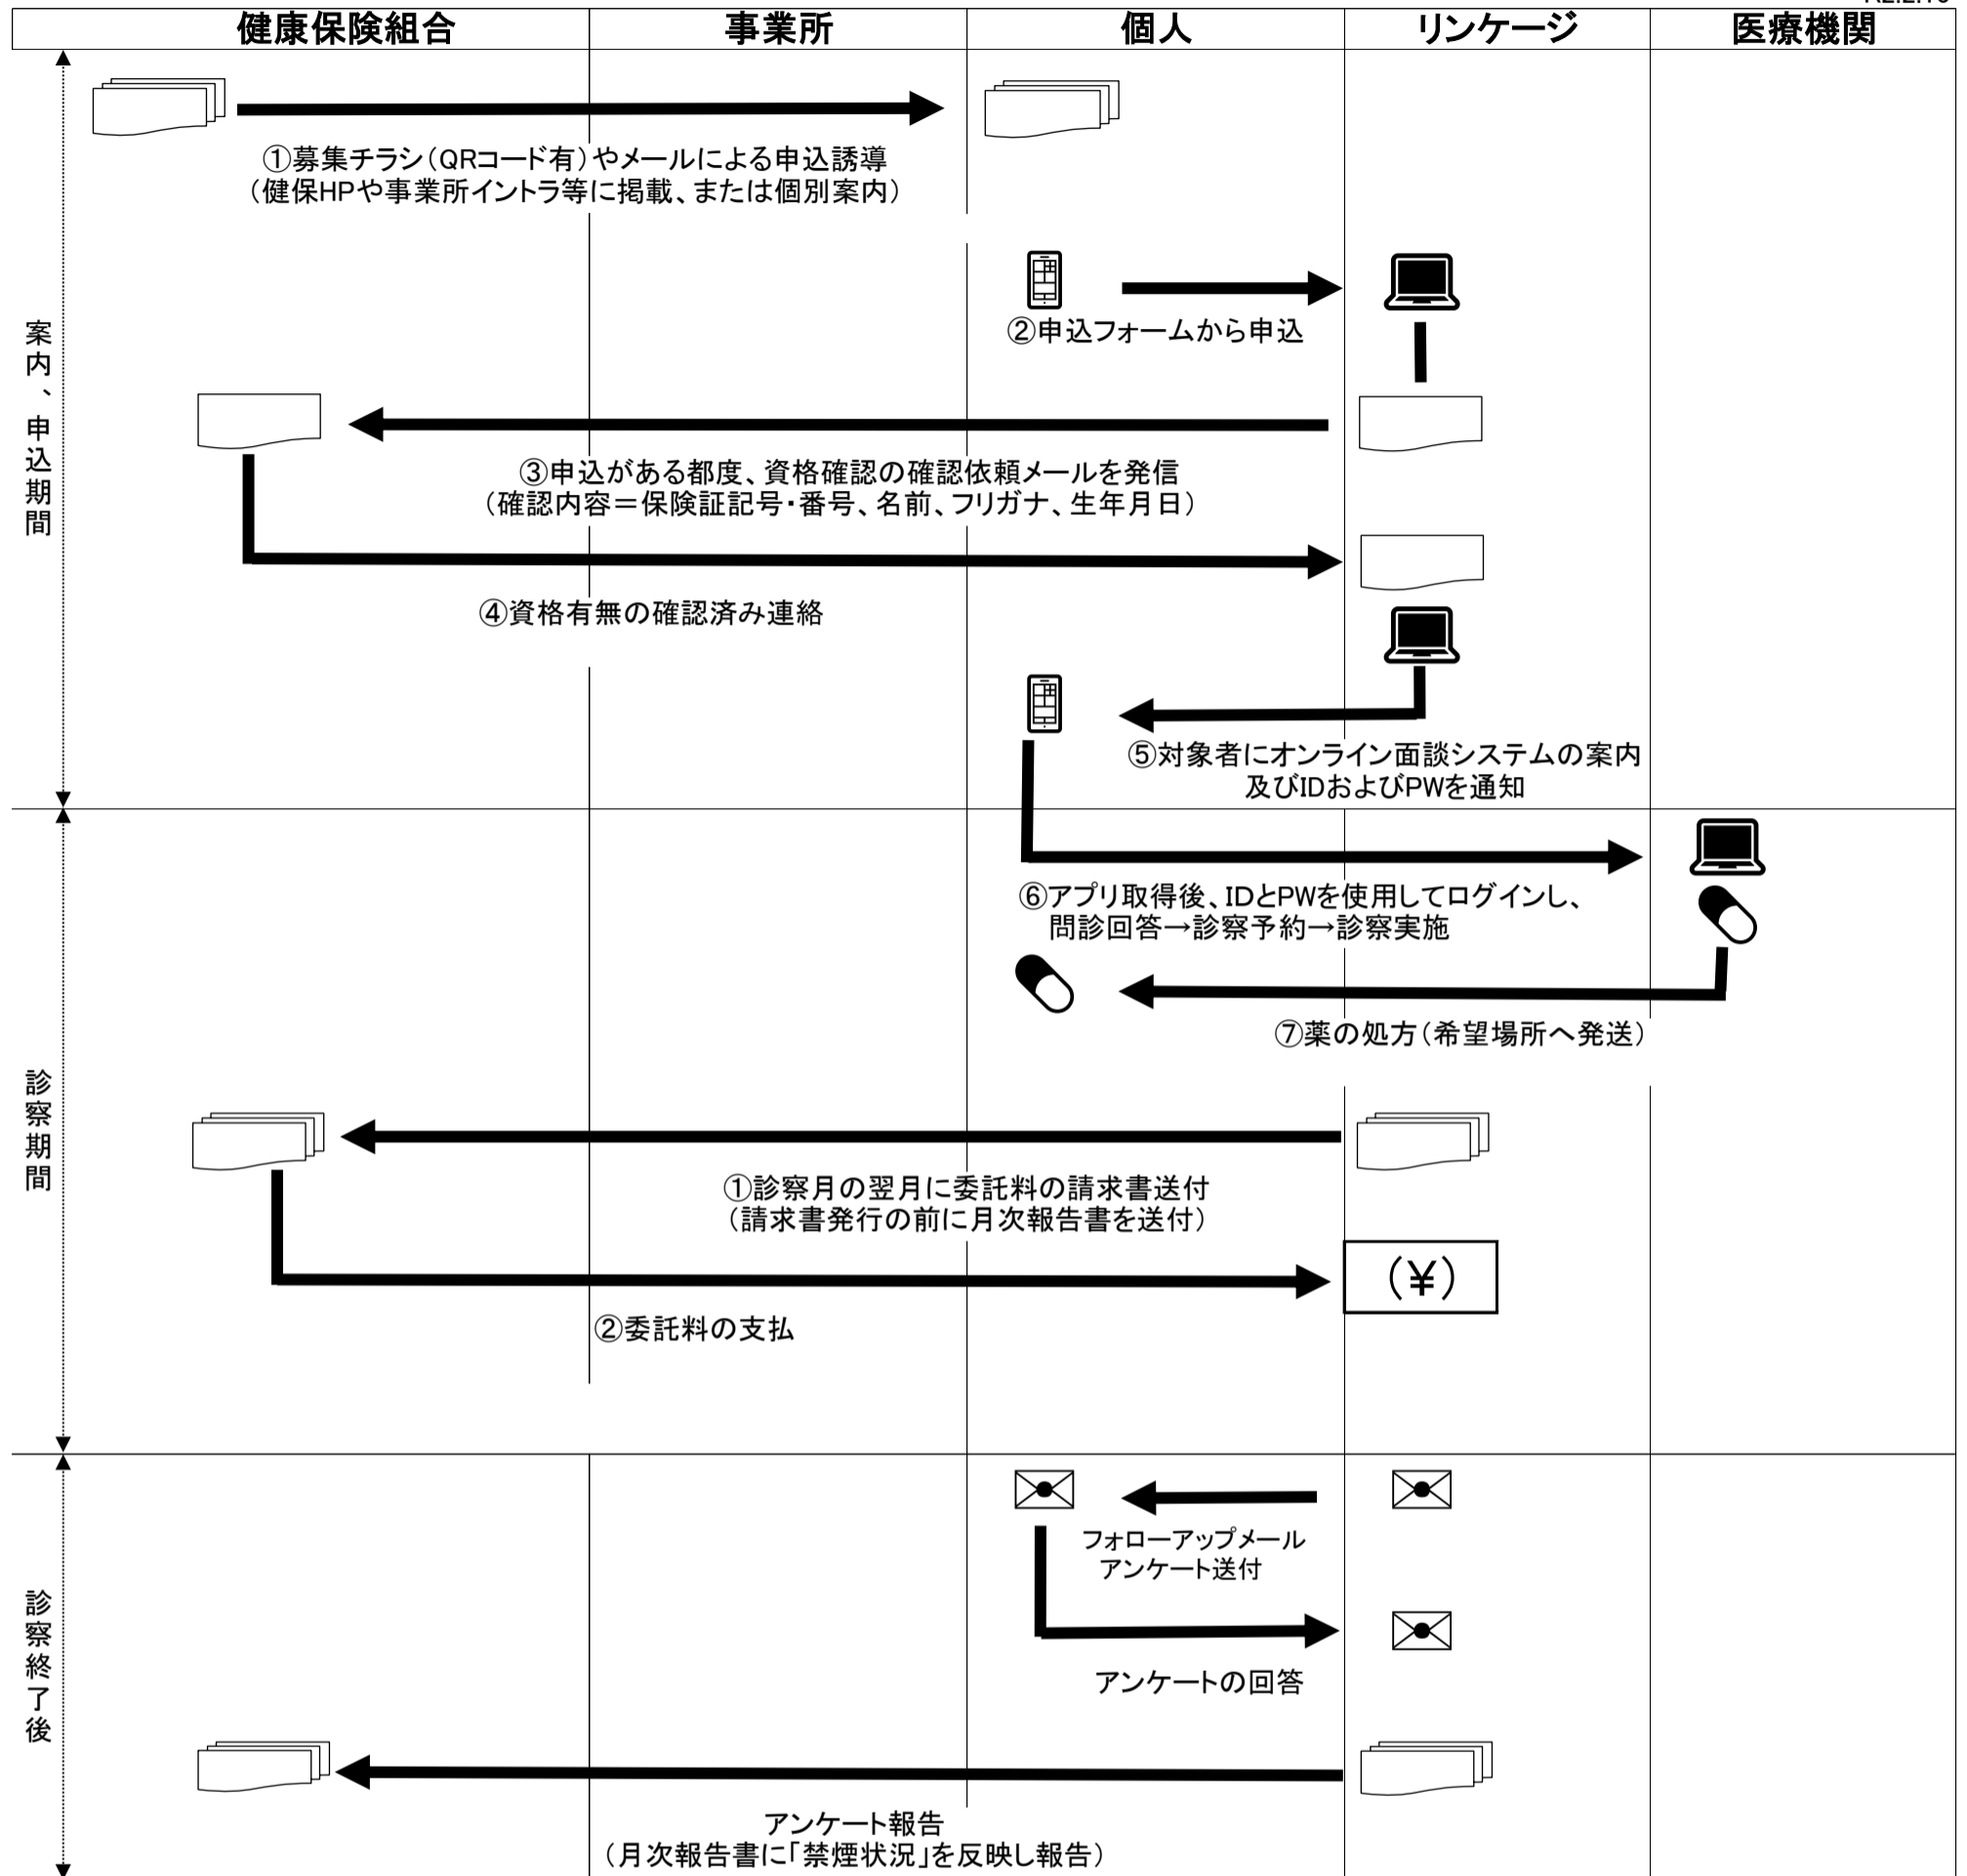 健康保険組合
事業所
個人
リンケージ
医療機関
案内、申込期間
①募集チラシ（QRコード有）やメールによる申込誘導
（健保HPや事業所イントラ等に掲載、または個別案内）
②申込フォームから申込
③申込がある都度、資格確認の確認依頼メールを発信
（確認内容＝保険証記号・番号、名前、フリガナ、生年月日）
④資格有無の確認済み連絡
⑤対象者にオンライン面談システムの案内
及びIDおよびPWを通知
診察期間
⑥アプリ取得後、IDとPWを使用してログインし、
問診回答→診察予約→診察実施
⑦薬の処方（希望場所へ発送）
①診察月の翌月に委託料の請求書送付
（請求書発行の前に月次報告書を送付）
（¥）
②委託料の支払
診察終了後
フォローアップメール
アンケート送付
アンケートの回答
アンケート報告
（月次報告書に「禁煙状況」を反映し報告）